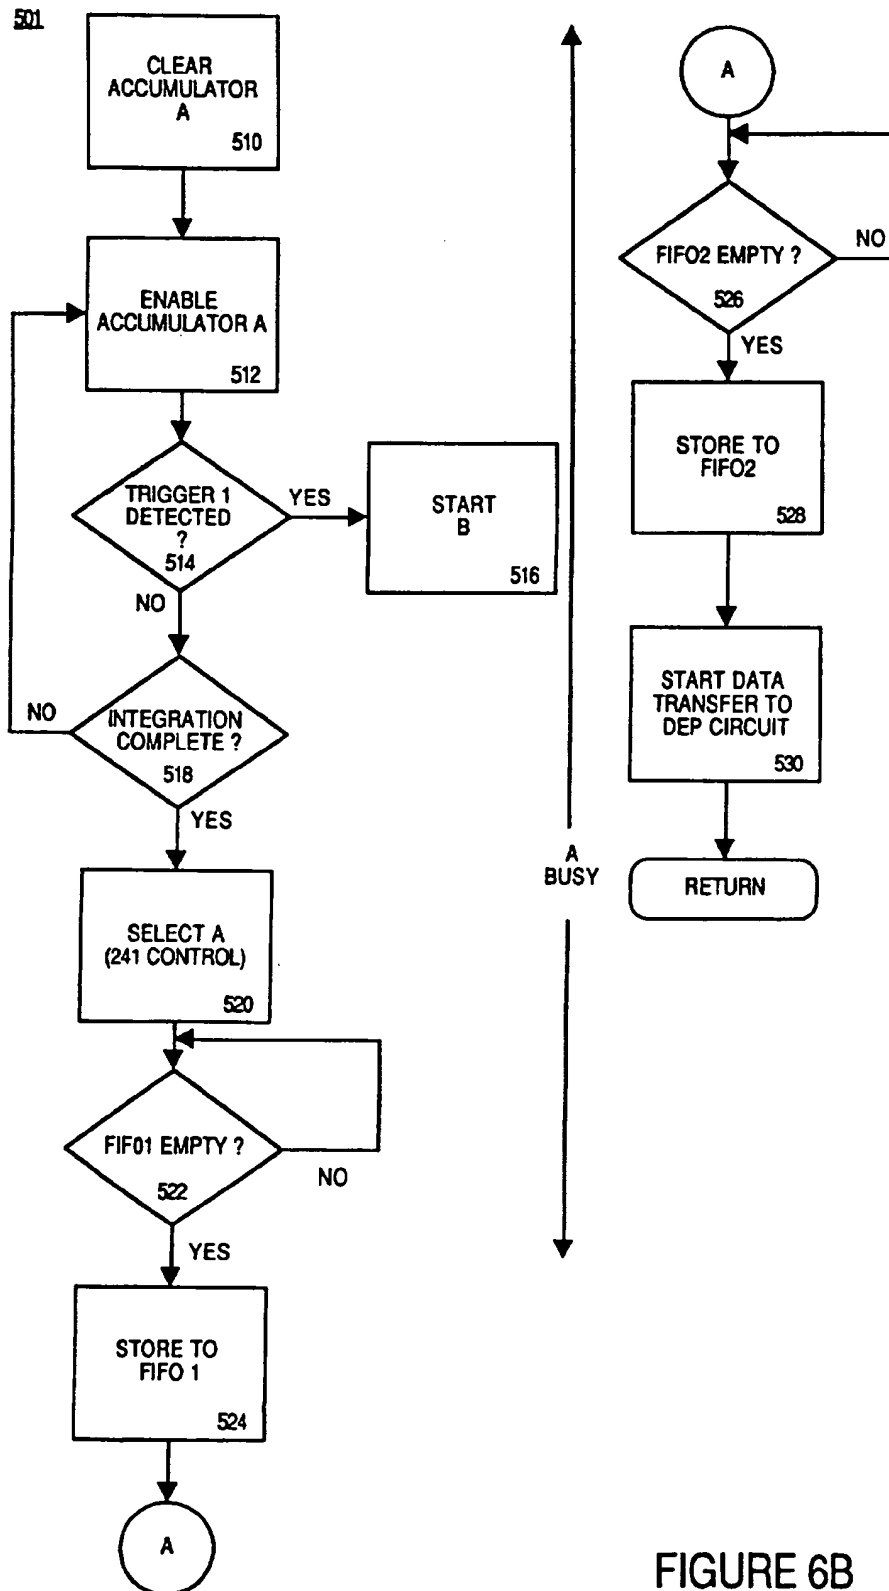 501
CLEAR
ACCUMULATOR
A
510
ENABLE
ACCUMULATOR A
512
TRIGGER 1
DETECTED
?
514
YES
NO
START
B
516
INTEGRATION
COMPLETE ?
518
NO
YES
SELECT A
(241 CONTROL)
520
FIFO1 EMPTY ?
522
NO
YES
STORE TO
FIFO 1
524
A
A
BUSY
A
FIFO2 EMPTY ?
526
NO
YES
STORE TO
FIFO2
528
START DATA
TRANSFER TO
DEP CIRCUIT
530
RETURN
FIGURE 6B